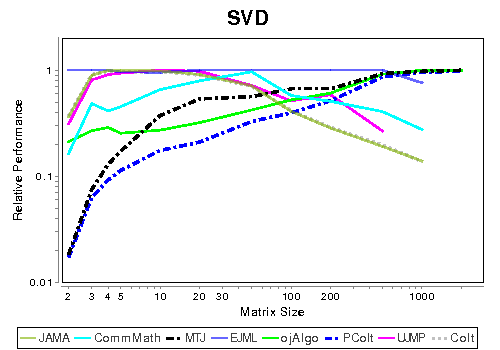 SVD
Relative Performance
1
0.1
0.01
2 3 4 5 10 20 30 100 200 1000
Matrix Size
JAMA CommMath MTJ EJML ojAlgo PColt UJMP Colt